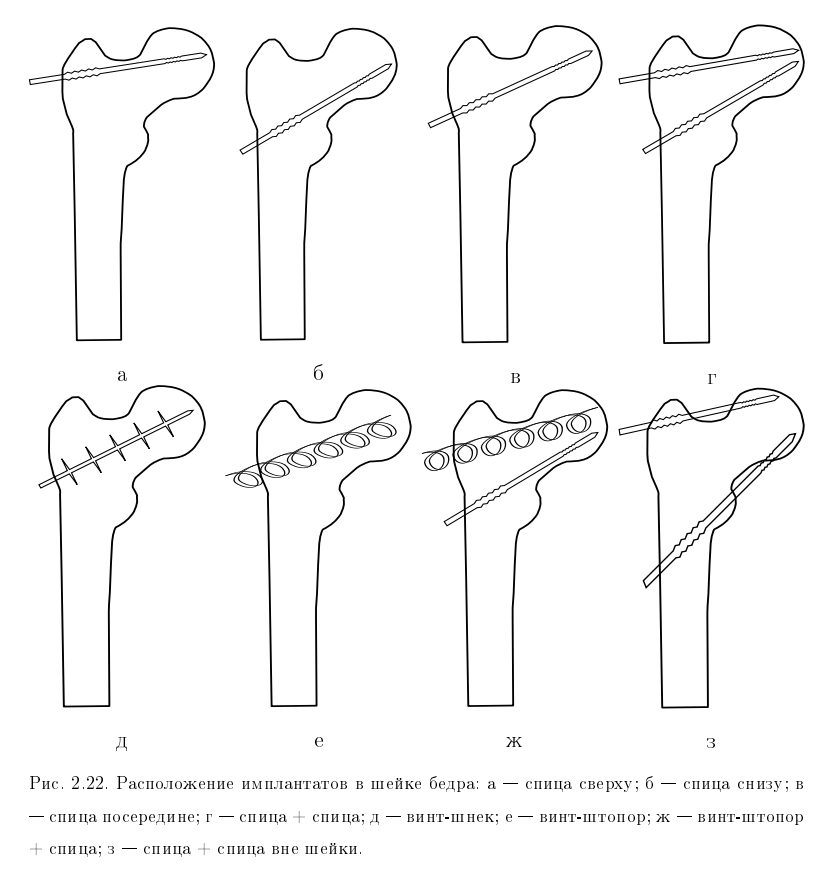 а б в г
д е ж з
Рис. 2.22. Расположение имплантатов в шейке бедра: а — спица сверху; б — спица снизу; в
— спица посередине; г — спица + спица; д — винт-шнек; е — винт-штопор; ж — винт-штопор
+ спица; з — спица + спица вне шейки.